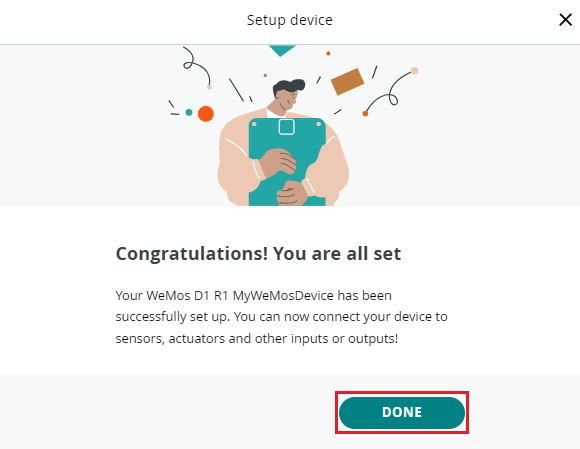 Setup device
Congratulations! You are all set
Your WeMos D1 R1 MyWeMosDevice has been
successfully set up. You can now connect your device to
sensors, actuators and other inputs or outputs!
DONE